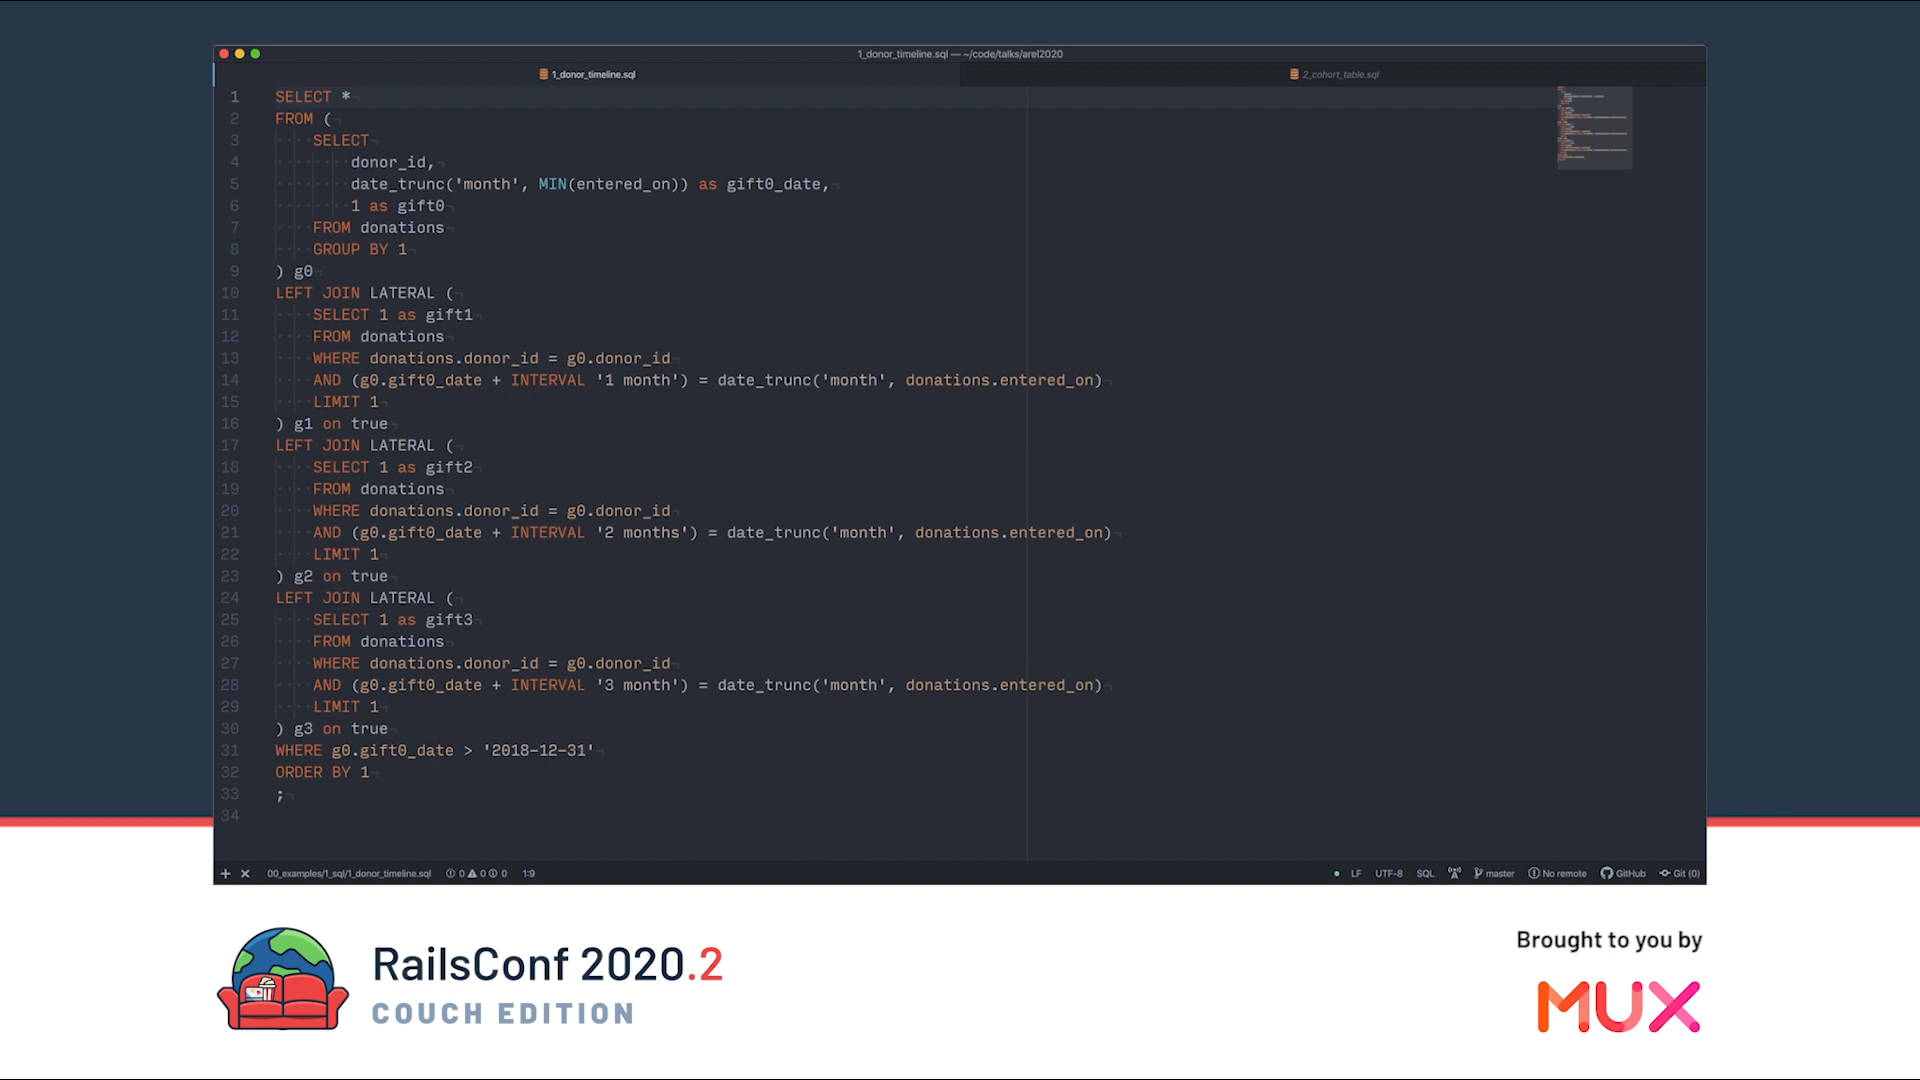 1_donor_timeline.sql — ~/code/talks/arel2020
1_donor_timeline.sql
2_cohort_table.sql
1 SELECT *
2 FROM (
3 SELECT
4 donor_id,
5 date_trunc('month', MIN(entered_on)) as gift0_date,
6 1 as gift0
7 FROM donations
8 GROUP BY 1
9 ) g0
10 LEFT JOIN LATERAL (
11 SELECT 1 as gift1
12 FROM donations
13 WHERE donations.donor_id = g0.donor_id
14 AND (g0.gift0_date + INTERVAL '1 month') = date_trunc('month', donations.entered_on)
15 LIMIT 1
16 ) g1 on true
17 LEFT JOIN LATERAL (
18 SELECT 1 as gift2
19 FROM donations
20 WHERE donations.donor_id = g0.donor_id
21 AND (g0.gift0_date + INTERVAL '2 months') = date_trunc('month', donations.entered_on)
22 LIMIT 1
23 ) g2 on true
24 LEFT JOIN LATERAL (
25 SELECT 1 as gift3
26 FROM donations
27 WHERE donations.donor_id = g0.donor_id
28 AND (g0.gift0_date + INTERVAL '3 month') = date_trunc('month', donations.entered_on)
29 LIMIT 1
30 ) g3 on true
31 WHERE g0.gift0_date > '2018-12-31'
32 ORDER BY 1
33 ;
34
00_examples/1_sql/1_donor_timeline.sql 0 0 0 1:9 LF UTF-8 SQL master No remote GitHub Git (0)
RailsConf 2020.2
COUCH EDITION
Brought to you by
MUX